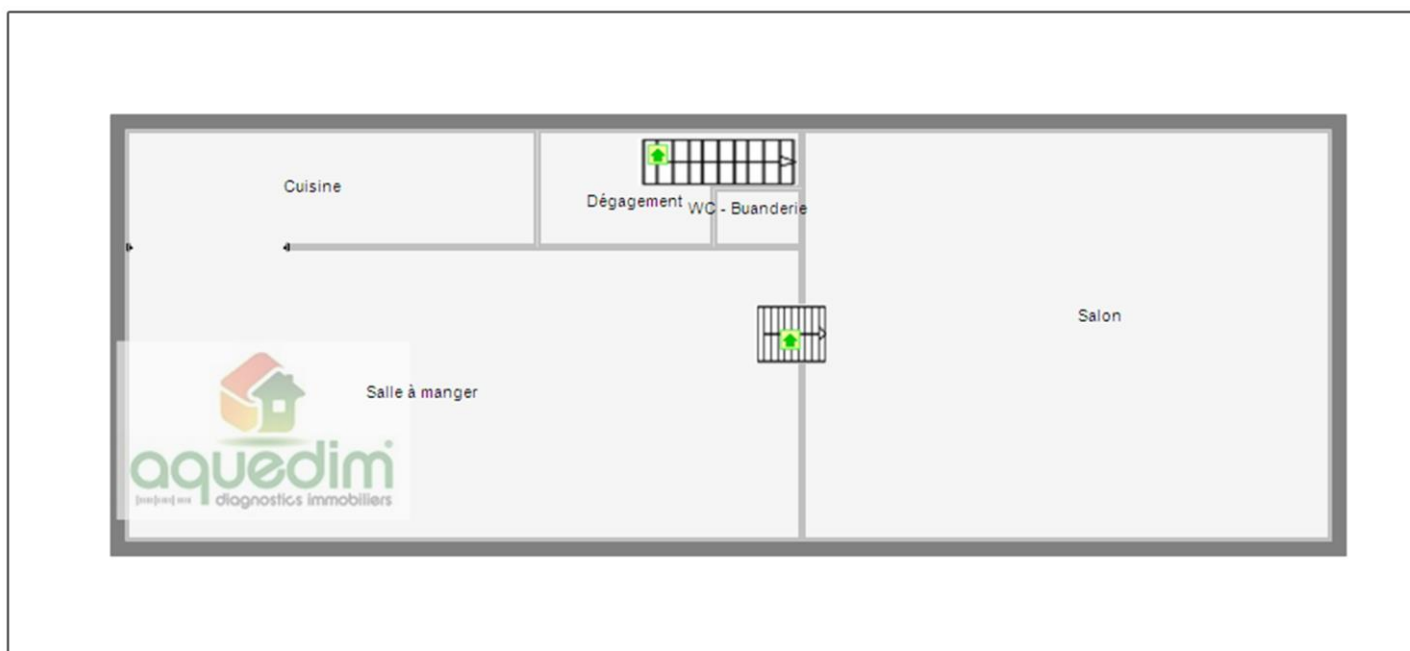 Cuisine
Dégagement
WC - Buanderie
Salon
Salle à manger
aquedim
diagnostics immobiliers